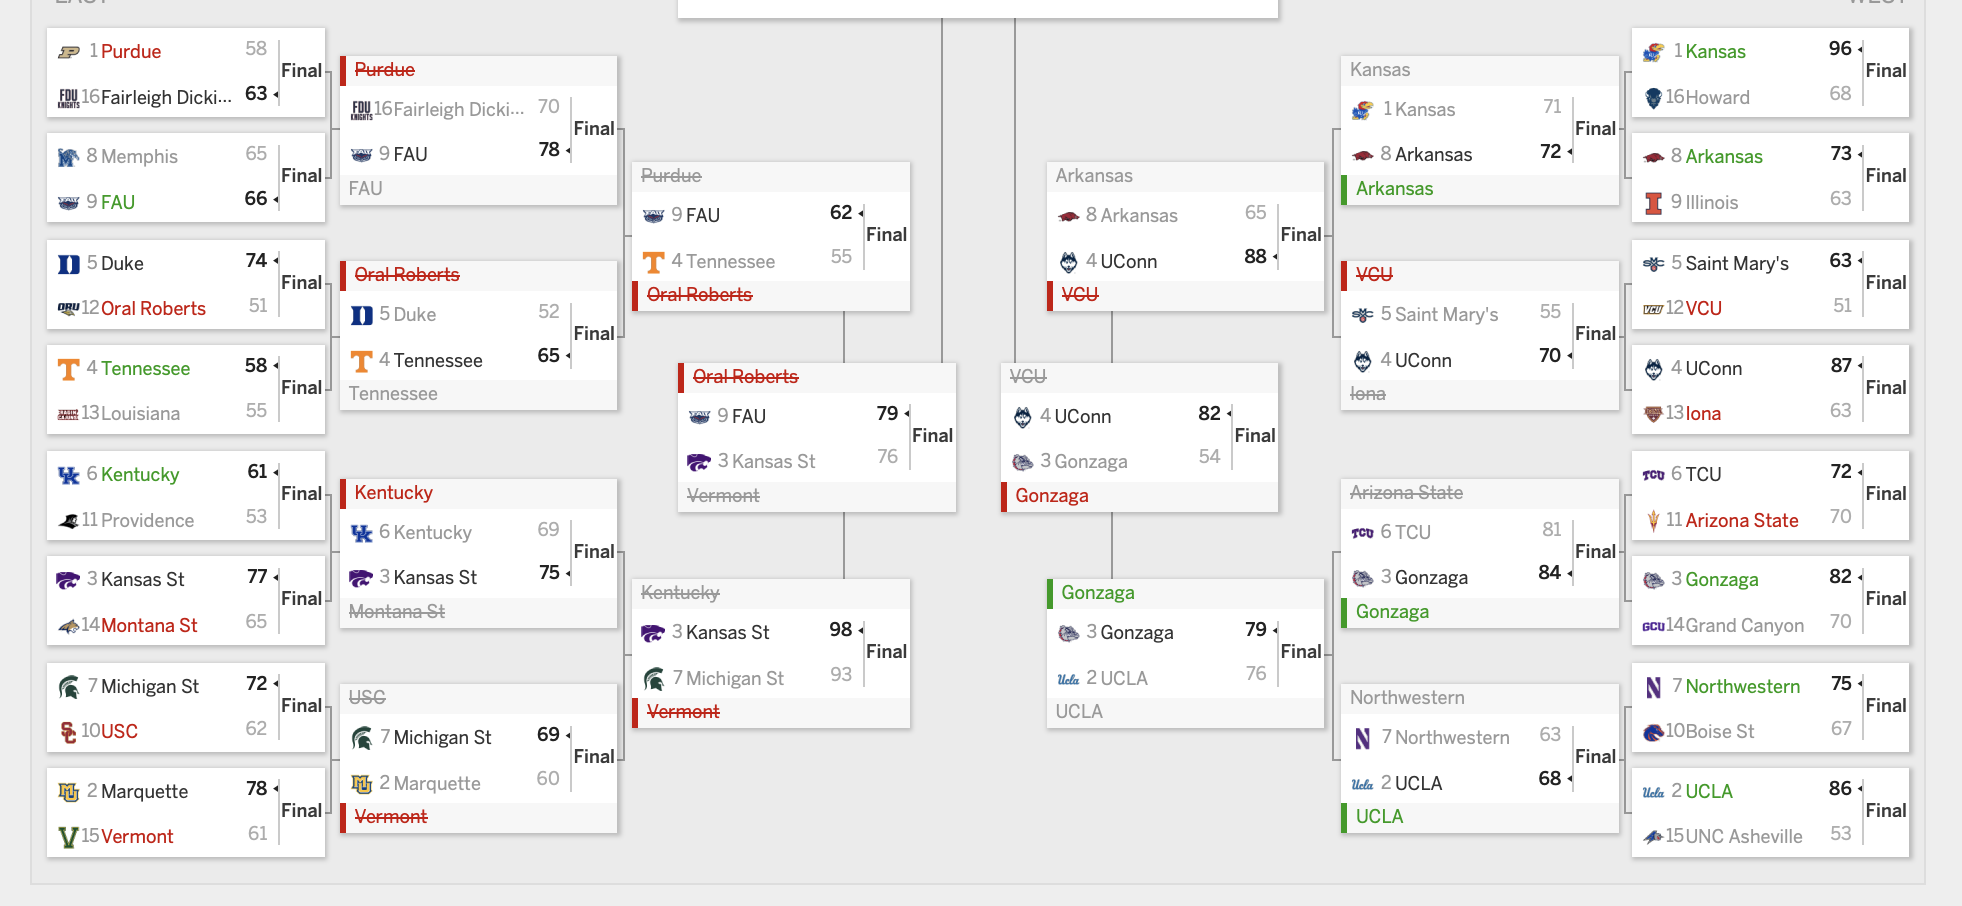 EAST
WEST
1 Purdue 58
16 Fairleigh Dicki... 63
Final
8 Memphis 65
9 FAU 66
Final
5 Duke 74
12 Oral Roberts 51
Final
4 Tennessee 58
13 Louisiana 55
Final
6 Kentucky 61
11 Providence 53
Final
3 Kansas St 77
14 Montana St 65
Final
7 Michigan St 72
10 USC 62
Final
2 Marquette 78
15 Vermont 61
Final
Purdue
16 Fairleigh Dicki... 70
9 FAU 78
Final
FAU
Oral Roberts
5 Duke 52
4 Tennessee 65
Final
Tennessee
Kentucky
6 Kentucky 69
3 Kansas St 75
Final
Montana St
USC
7 Michigan St 69
2 Marquette 60
Final
Vermont
Purdue
9 FAU 62
4 Tennessee 55
Final
Oral Roberts
Kentucky
3 Kansas St 98
7 Michigan St 93
Final
Vermont
Oral Roberts
9 FAU 79
3 Kansas St 76
Final
Vermont
VCU
4 UConn 82
3 Gonzaga 54
Final
Gonzaga
Arkansas
8 Arkansas 65
4 UConn 88
Final
VCU
Gonzaga
3 Gonzaga 79
2 UCLA 76
Final
UCLA
Kansas
1 Kansas 71
8 Arkansas 72
Final
Arkansas
VCU
5 Saint Mary's 55
4 UConn 70
Final
Iona
Arizona State
6 TCU 81
3 Gonzaga 84
Final
Gonzaga
Northwestern
7 Northwestern 63
2 UCLA 68
Final
UCLA
1 Kansas 96
16 Howard 68
Final
8 Arkansas 73
9 Illinois 63
Final
5 Saint Mary's 63
12 VCU 51
Final
4 UConn 87
13 Iona 63
Final
6 TCU 72
11 Arizona State 70
Final
3 Gonzaga 82
14 Grand Canyon 70
Final
7 Northwestern 75
10 Boise St 67
Final
2 UCLA 86
15 UNC Asheville 53
Final